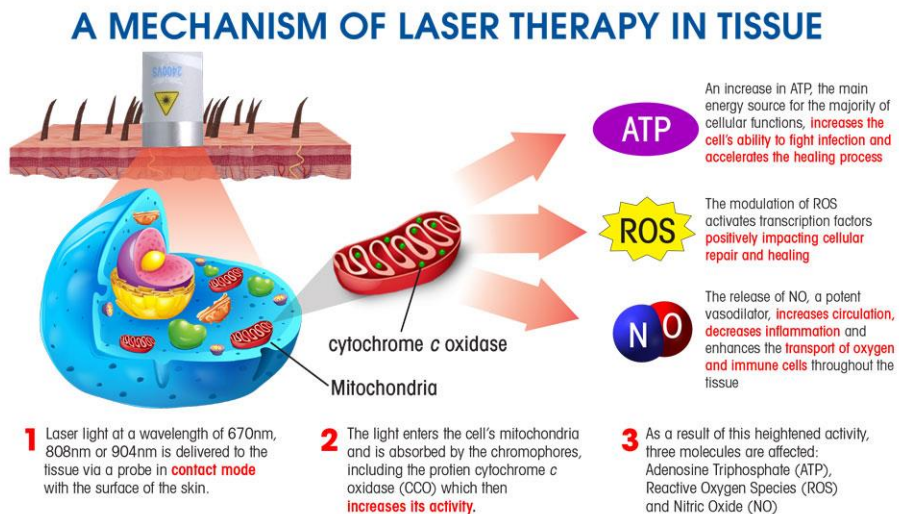 A MECHANISM OF LASER THERAPY IN TISSUE
2400VS
ATP
An increase in ATP, the main
energy source for the majority of
cellular functions, increases the
cell's ability to fight infection and
accelerates the healing process
ROS
The modulation of ROS
activates transcription factors
positively impacting cellular
repair and healing
NO
The release of NO, a potent
vasodilator, increases circulation,
decreases inflammation and
enhances the transport of oxygen
and immune cells throughout the
tissue
cytochrome c oxidase
Mitochondria
1 Laser light at a wavelength of 670nm,
808nm or 904nm is delivered to the
tissue via a probe in contact mode
with the surface of the skin.
2 The light enters the cell's mitochondria
and is absorbed by the chromophores,
including the protien cytochrome c
oxidase (CCO) which then
increases its activity.
3 As a result of this heightened activity,
three molecules are affected:
Adenosine Triphosphate (ATP),
Reactive Oxygen Species (ROS)
and Nitric Oxide (NO)